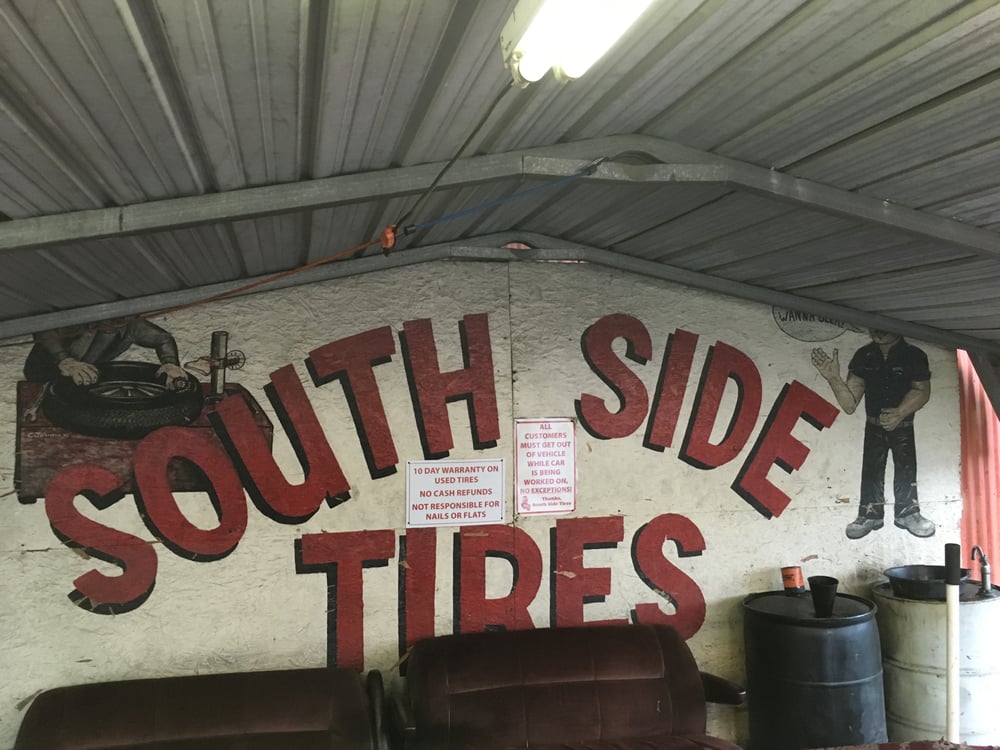 SOUTH SIDE
TIRES
10 DAY WARRANTY ON
USED TIRES
NO CASH REFUNDS
NOT RESPONSIBLE FOR
NAILS OR FLATS
ALL
CUSTOMERS
MUST GET OUT
OF VEHICLE
WHILE CAR
IS BEING
WORKED ON,
NO EXCEPTIONS!
Thanks,
South Side Tires
WANNA